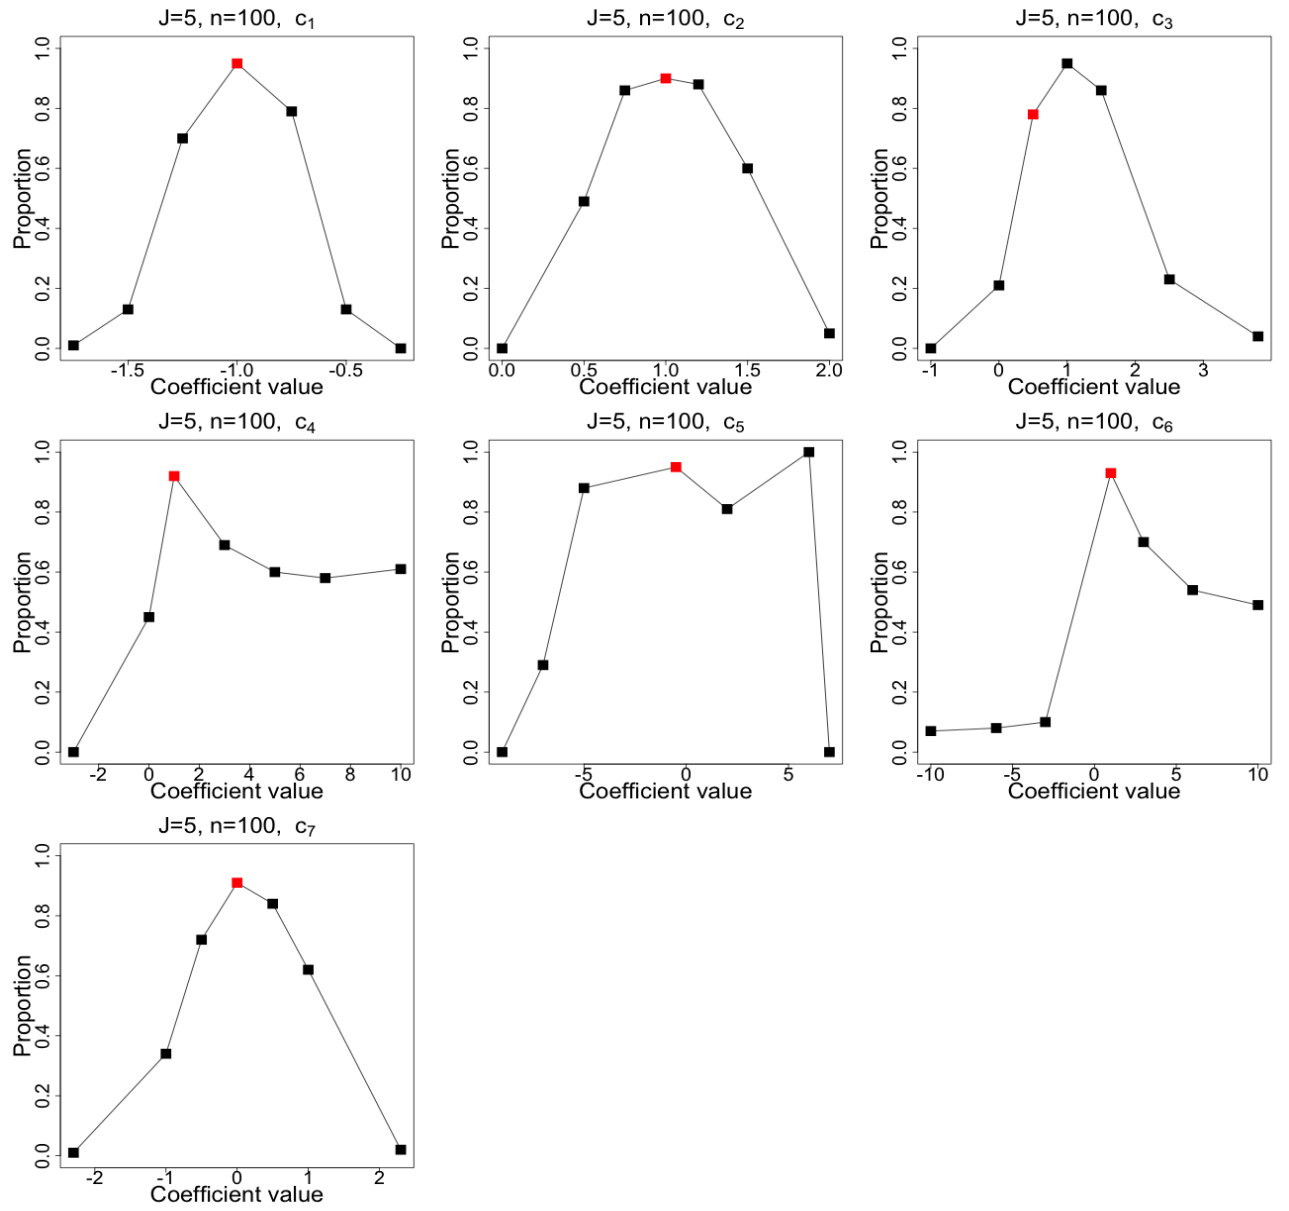 J=5, n=100, c1
Proportion
0.0 0.2 0.4 0.6 0.8 1.0
-1.5 -1.0 -0.5
Coefficient value
J=5, n=100, c2
Proportion
0.0 0.2 0.4 0.6 0.8 1.0
0.0 0.5 1.0 1.5 2.0
Coefficient value
J=5, n=100, c3
Proportion
0.0 0.2 0.4 0.6 0.8 1.0
-1 0 1 2 3
Coefficient value
J=5, n=100, c4
Proportion
0.0 0.2 0.4 0.6 0.8 1.0
-2 0 2 4 6 8 10
Coefficient value
J=5, n=100, c5
Proportion
0.0 0.2 0.4 0.6 0.8 1.0
-5 0 5
Coefficient value
J=5, n=100, c6
Proportion
0.0 0.2 0.4 0.6 0.8 1.0
-10 -5 0 5 10
Coefficient value
J=5, n=100, c7
Proportion
0.0 0.2 0.4 0.6 0.8 1.0
-2 -1 0 1 2
Coefficient value